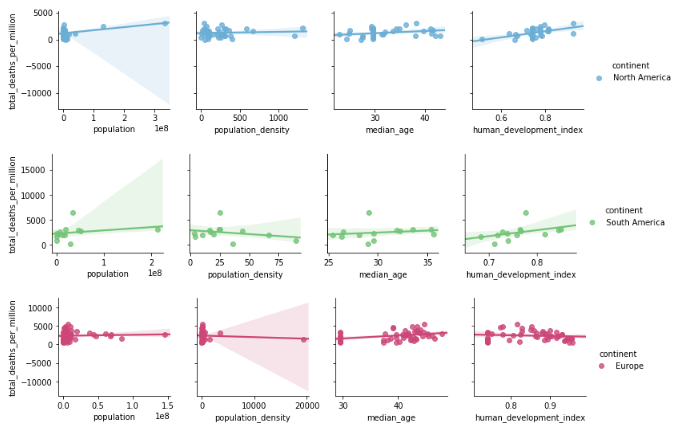 total_deaths_per_million
5000
0
−5000
−10000
0 1 2 3
1e8
population
0 500 1000
population_density
30 40
median_age
0.6 0.8
human_development_index
continent
North America
total_deaths_per_million
15000
10000
5000
0
0 1 2
1e8
population
0 25 50 75
population_density
25 30 35
median_age
0.7 0.8
human_development_index
continent
South America
total_deaths_per_million
10000
5000
0
−5000
−10000
0.0 0.5 1.0 1.5
1e8
population
0 10000 20000
population_density
30 40
median_age
0.8 0.9
human_development_index
continent
Europe